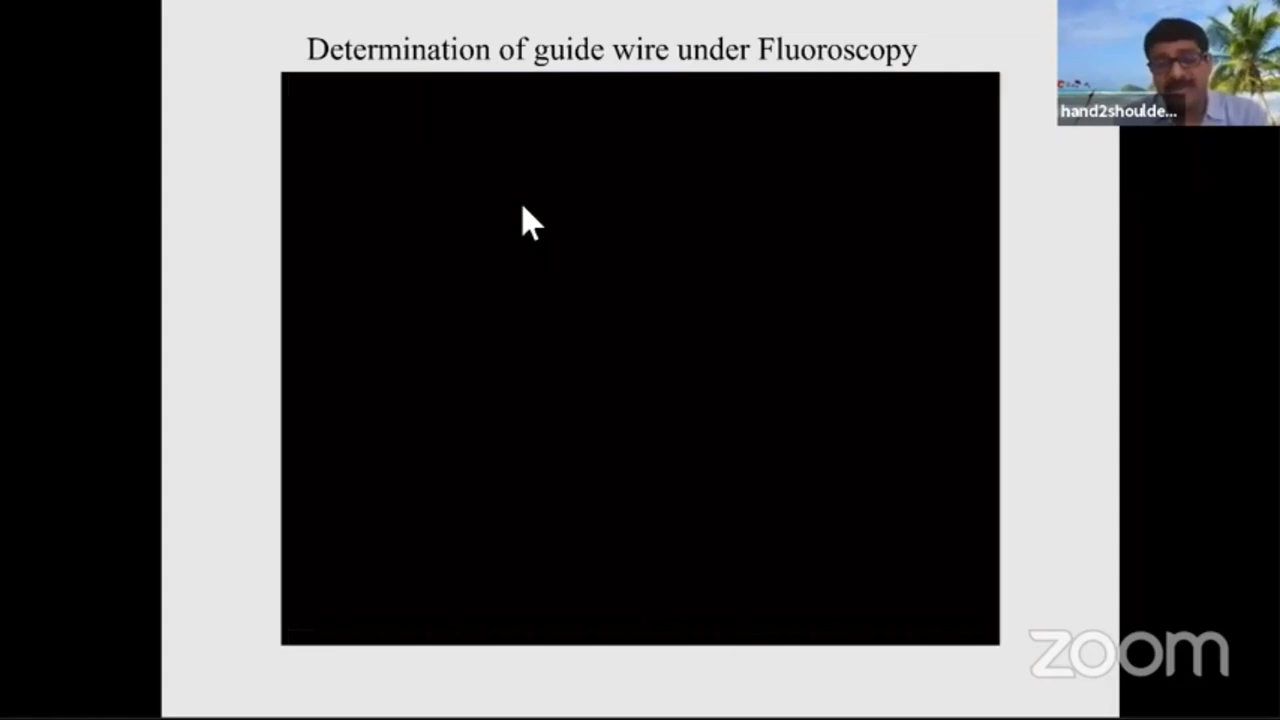 Determination of guide wire under Fluoroscopy
hand2shoulde...
zoom